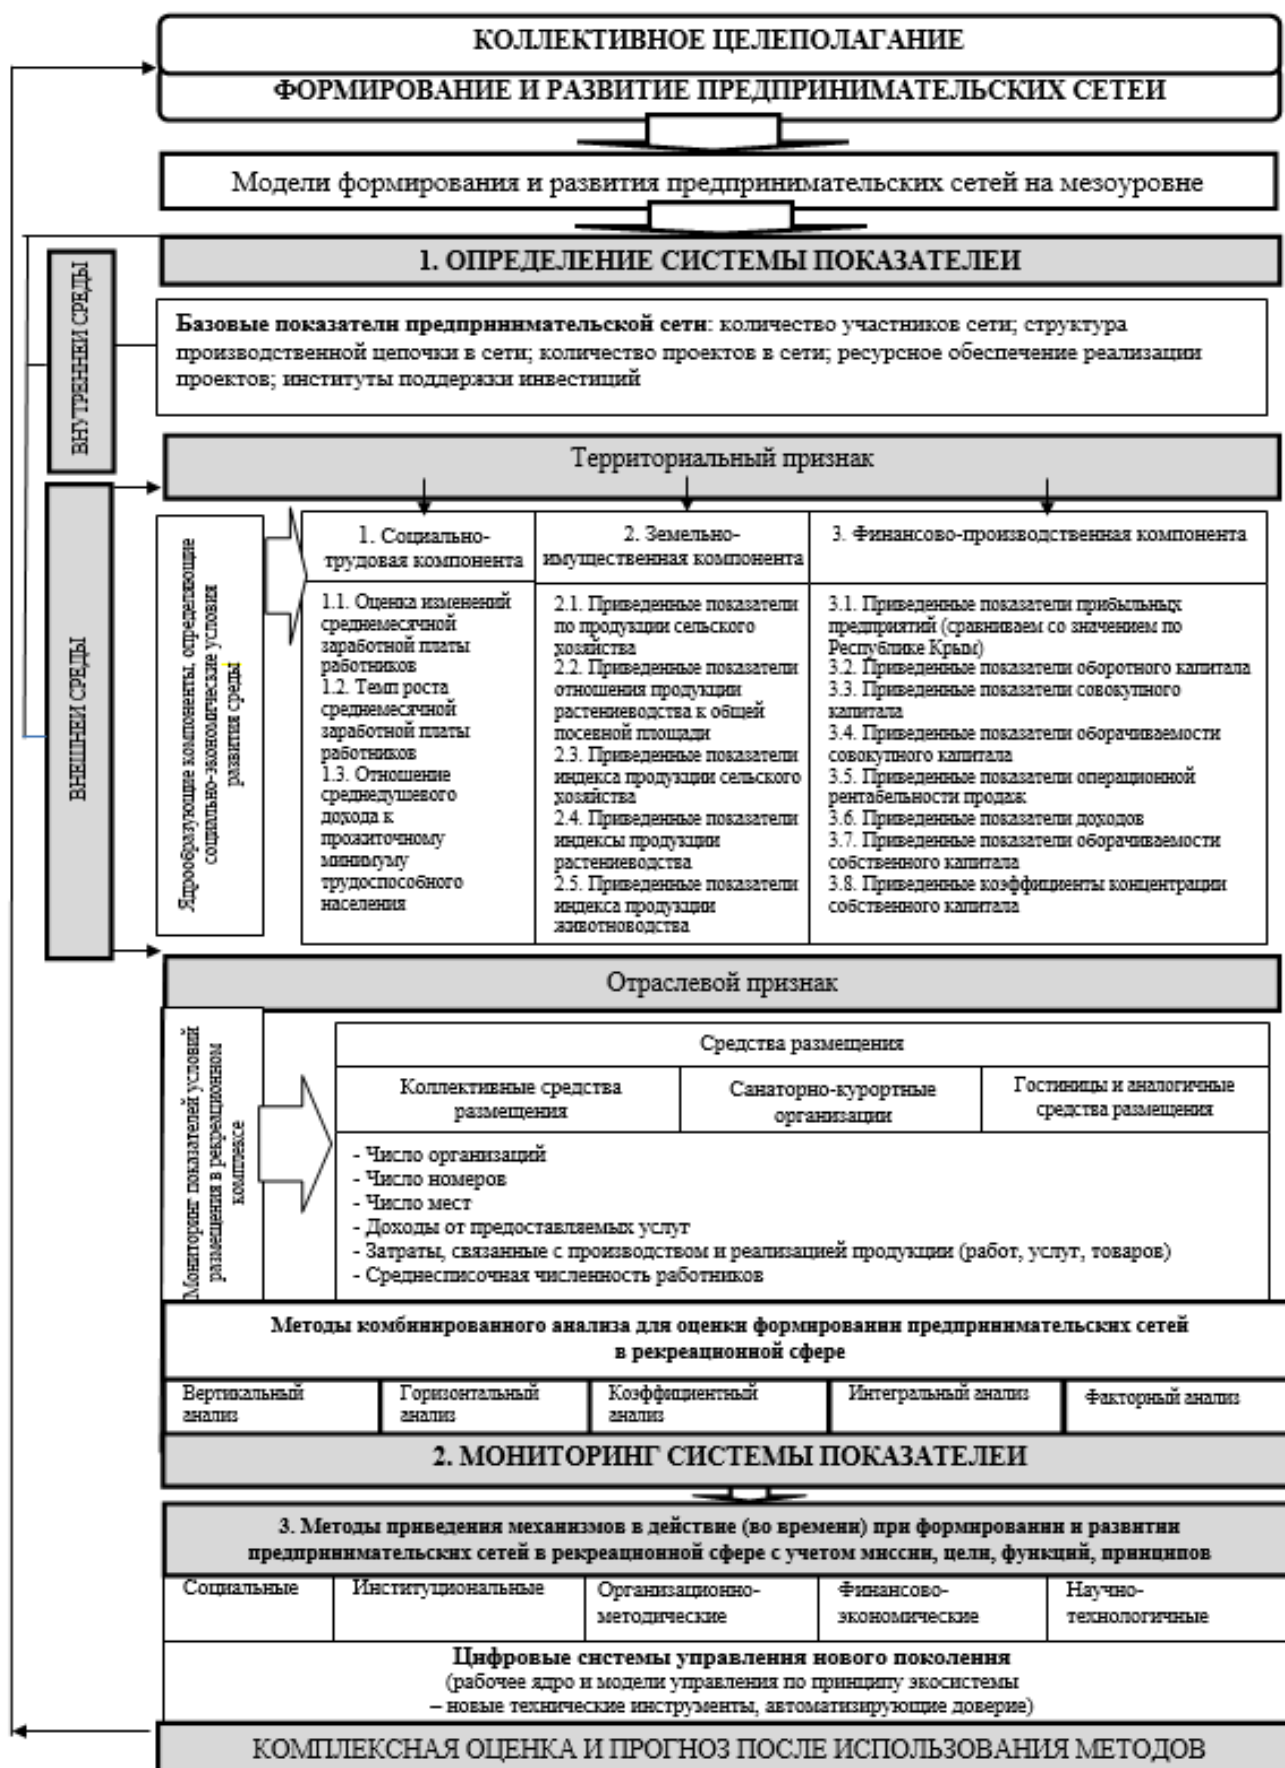 КОЛЛЕКТИВНОЕ ЦЕЛЕПОЛАГАНИЕ
ФОРМИРОВАНИЕ И РАЗВИТИЕ ПРЕДПРИНИМАТЕЛЬСКИХ СЕТЕИ
Модели формирования и развития предпринимательских сетей на мезоуровне
1. ОПРЕДЕЛЕНИЕ СИСТЕМЫ ПОКАЗАТЕЛЕИ
ВНУТРЕННЕИ СРЕДЫ
Базовые показатели предпринимательской сети: количество участников сети; структура
производственной цепочки в сети; количество проектов в сети; ресурсное обеспечение реализации
проектов; институты поддержки инвестиций
ВНЕШНЕИ СРЕДЫ
Территориальный признак
Ядрообразующие компоненты, определяющие
социально-экономические условия
развития среды
1. Социально-
трудовая компонента
1.1. Оценка изменений
среднемесячной
заработной платы
работников
1.2. Темп роста
среднемесячной
заработной платы
работников
1.3. Отношение
среднедушевого
дохода к
прожиточному
минимуму
трудоспособного
населения
2. Земельно-
имущественная компонента
2.1. Приведенные показатели
по продукции сельского
хозяйства
2.2. Приведенные показатели
отношения продукции
растениеводства к общей
посевной площади
2.3. Приведенные показатели
индекса продукции сельского
хозяйства
2.4. Приведенные показатели
индексы продукции
растениеводства
2.5. Приведенные показатели
индекса продукции
животноводства
3. Финансово-производственная компонента
3.1. Приведенные показатели прибыльных
предприятий (сравниваем со значением по
Республике Крым)
3.2. Приведенные показатели оборотного капитала
3.3. Приведенные показатели совокупного
капитала
3.4. Приведенные показатели оборачиваемости
совокупного капитала
3.5. Приведенные показатели операционной
рентабельности продаж
3.6. Приведенные показатели доходов
3.7. Приведенные показатели оборачиваемости
собственного капитала
3.8. Приведенные коэффициенты концентрации
собственного капитала
Отраслевой признак
Мониторинг показателей условий
размещения в рекреационном
комплексе
Средства размещения
Коллективные средства
размещения
Санаторно-курортные
организации
Гостиницы и аналогичные
средства размещения
- Число организаций
- Число номеров
- Число мест
- Доходы от предоставляемых услуг
- Затраты, связанные с производством и реализацией продукции (работ, услуг, товаров)
- Среднесписочная численность работников
Методы комбинированного анализа для оценки формировании предпринимательских сетей
в рекреационной сфере
Вертикальный
анализ
Горизонтальный
анализ
Коэффициентный
анализ
Интегральный анализ
Факторный анализ
2. МОНИТОРИНГ СИСТЕМЫ ПОКАЗАТЕЛЕИ
3. Методы приведения механизмов в действие (во времени) при формировании и развитии
предпринимательских сетей в рекреационной сфере с учетом миссии, цели, функций, принципов
Социальные
Институциональные
Организационно-
методические
Финансово-
экономические
Научно-
технологичные
Цифровые системы управления нового поколения
(рабочее ядро и модели управления по принципу экосистемы
– новые технические инструменты, автоматизирующие доверие)
КОМПЛЕКСНАЯ ОЦЕНКА И ПРОГНОЗ ПОСЛЕ ИСПОЛЬЗОВАНИЯ МЕТОДОВ